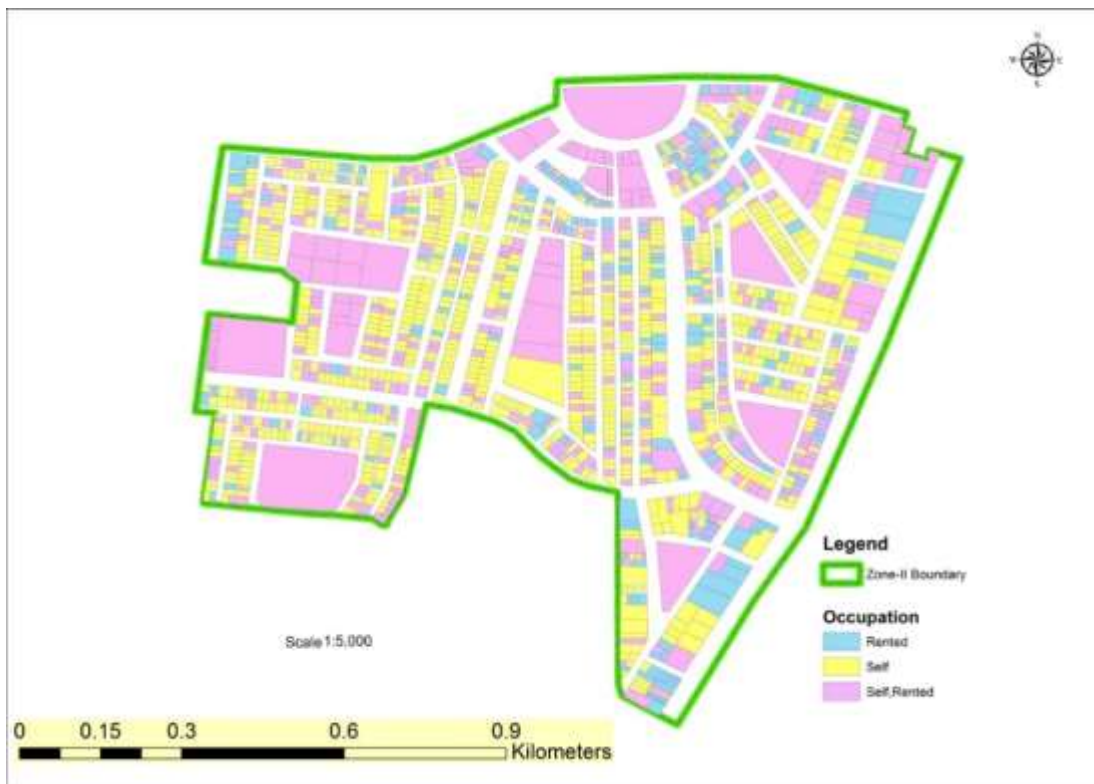 N
W E
S
Legend
Zone-II Boundary
Occupation
Rented
Self
Self,Rented
Scale 1:5,000
0 0.15 0.3 0.6 0.9
Kilometers